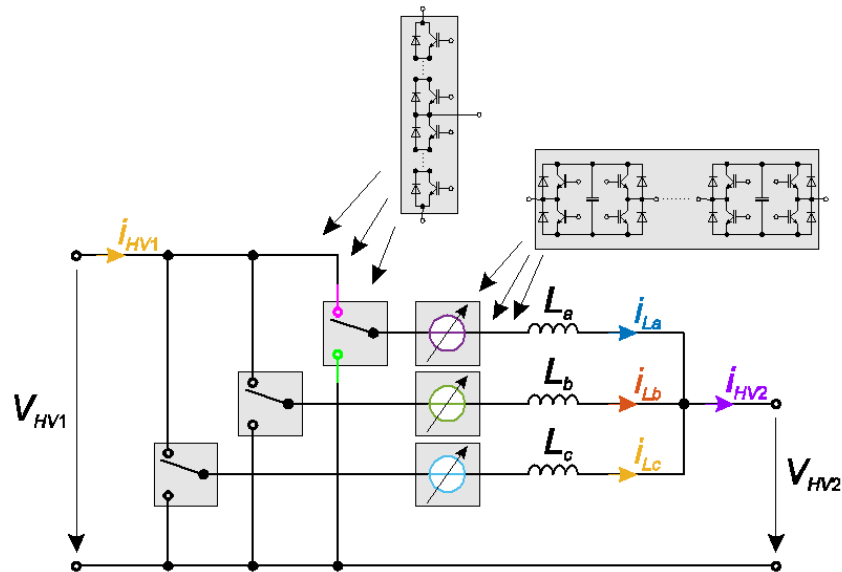 i_HV1
L_a
i_La
L_b
i_Lb
i_HV2
V_HV1
L_c
i_Lc
V_HV2